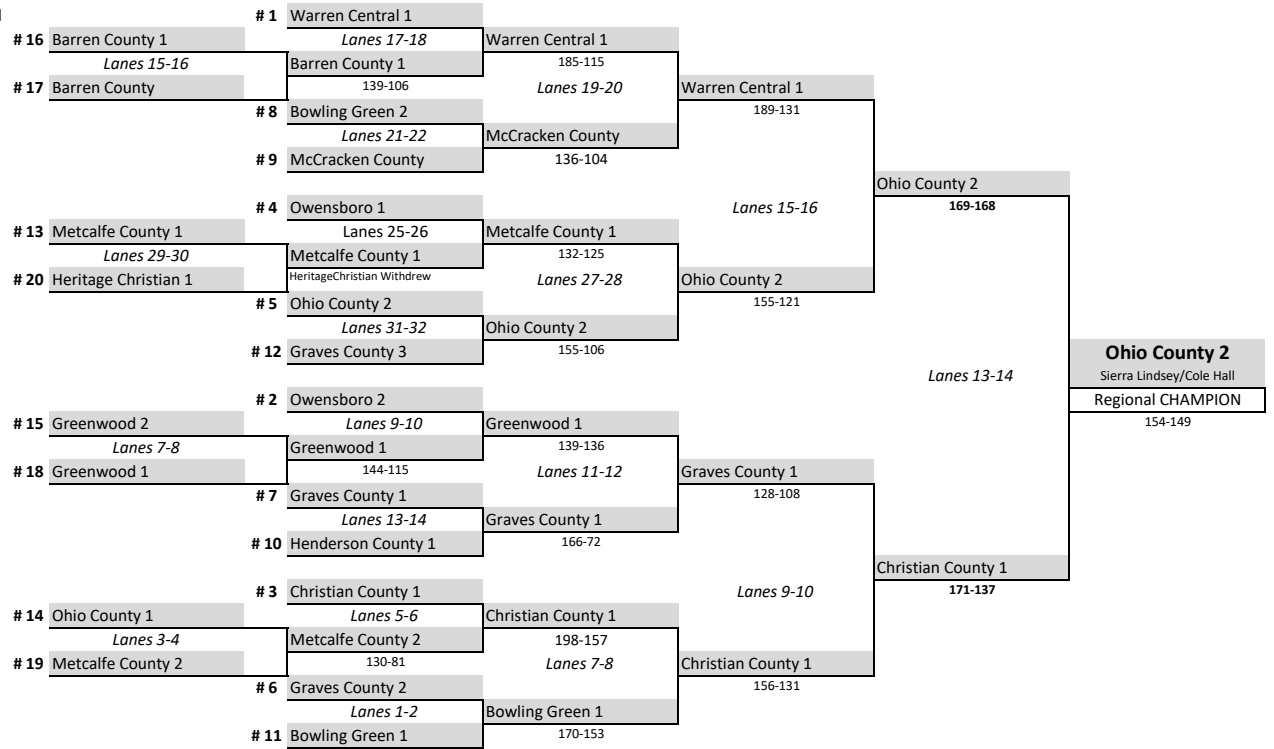 # 1 Warren Central 1
# 16 Barren County 1
Lanes 17-18
Warren Central 1
Lanes 15-16
Barren County 1
185-115
# 17 Barren County
139-106
Lanes 19-20
Warren Central 1
# 8 Bowling Green 2
189-131
Lanes 21-22
McCracken County
# 9 McCracken County
136-104
Ohio County 2
# 4 Owensboro 1
Lanes 15-16
169-168
# 13 Metcalfe County 1
Lanes 25-26
Metcalfe County 1
Lanes 29-30
Metcalfe County 1
132-125
# 20 Heritage Christian 1
HeritageChristian Withdrew
Lanes 27-28
Ohio County 2
# 5 Ohio County 2
155-121
Lanes 31-32
Ohio County 2
# 12 Graves County 3
155-106
Ohio County 2
Lanes 13-14
Sierra Lindsey/Cole Hall
# 2 Owensboro 2
Regional CHAMPION
# 15 Greenwood 2
Lanes 9-10
Greenwood 1
154-149
Lanes 7-8
Greenwood 1
139-136
# 18 Greenwood 1
144-115
Lanes 11-12
Graves County 1
# 7 Graves County 1
128-108
Lanes 13-14
Graves County 1
# 10 Henderson County 1
166-72
Christian County 1
# 3 Christian County 1
Lanes 9-10
171-137
# 14 Ohio County 1
Lanes 5-6
Christian County 1
Lanes 3-4
Metcalfe County 2
198-157
# 19 Metcalfe County 2
130-81
Lanes 7-8
Christian County 1
# 6 Graves County 2
156-131
Lanes 1-2
Bowling Green 1
# 11 Bowling Green 1
170-153